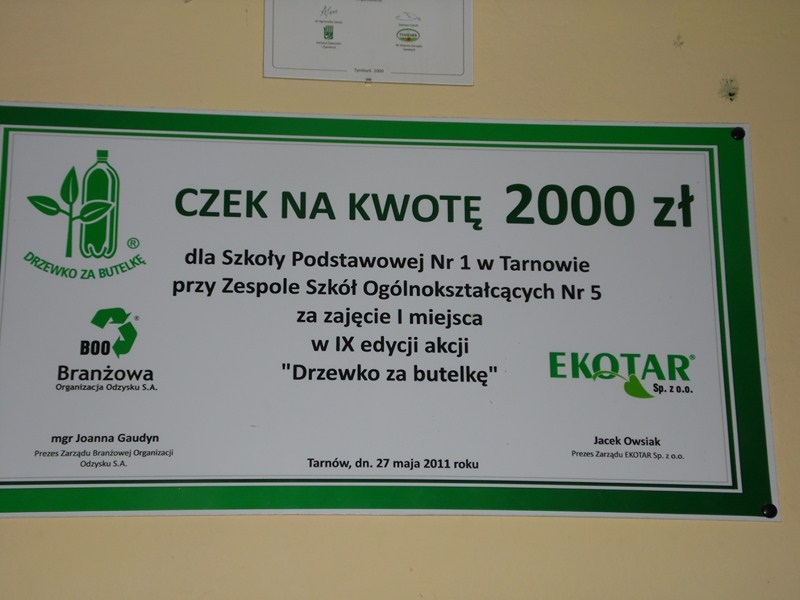 CZEK NA KWOTĘ 2000 zł
DRZEWKO ZA BUTELKĘ ®
dla Szkoły Podstawowej Nr 1 w Tarnowie
przy Zespole Szkół Ogólnokształcących Nr 5
za zajęcie I miejsca
w IX edycji akcji
"Drzewko za butelkę"
BOO ®
Branżowa
Organizacja Odzysku S.A.
EKOTAR®
Sp. z o.o.
mgr Joanna Gaudyn
Prezes Zarządu Branżowej Organizacji
Odzysku S.A.
Jacek Owsiak
Prezes Zarządu EKOTAR Sp. z o.o.
Tarnów, dn. 27 maja 2011 roku